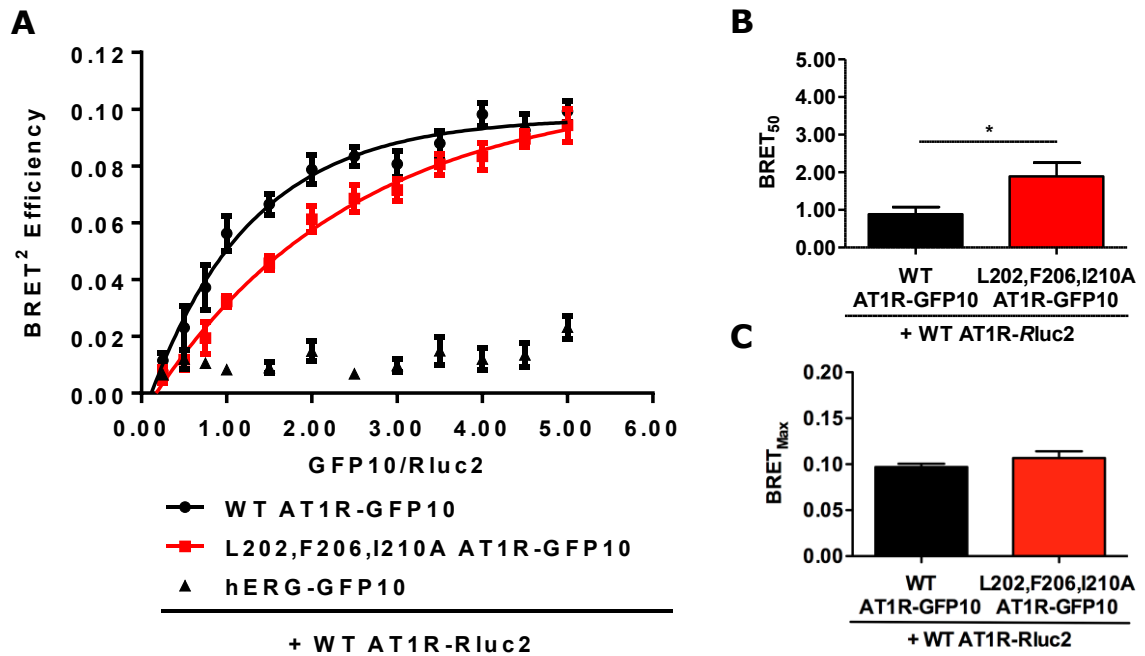 A
0.12
0.10
0.08
0.06
0.04
0.02
0.00
BRET² Efficiency
0.00 1.00 2.00 3.00 4.00 5.00 6.00
GFP10/Rluc2
WT AT1R-GFP10
L202,F206,I210A AT1R-GFP10
hERG-GFP10
+ WT AT1R-Rluc2
B
5.00
4.00
3.00
2.00
1.00
0.00
BRET₅₀
*
WT
AT1R-GFP10
L202,F206,I210A
AT1R-GFP10
+ WT AT1R-Rluc2
C
0.20
0.15
0.10
0.05
0.00
BRET_Max
WT
AT1R-GFP10
L202,F206,I210A
AT1R-GFP10
+ WT AT1R-Rluc2